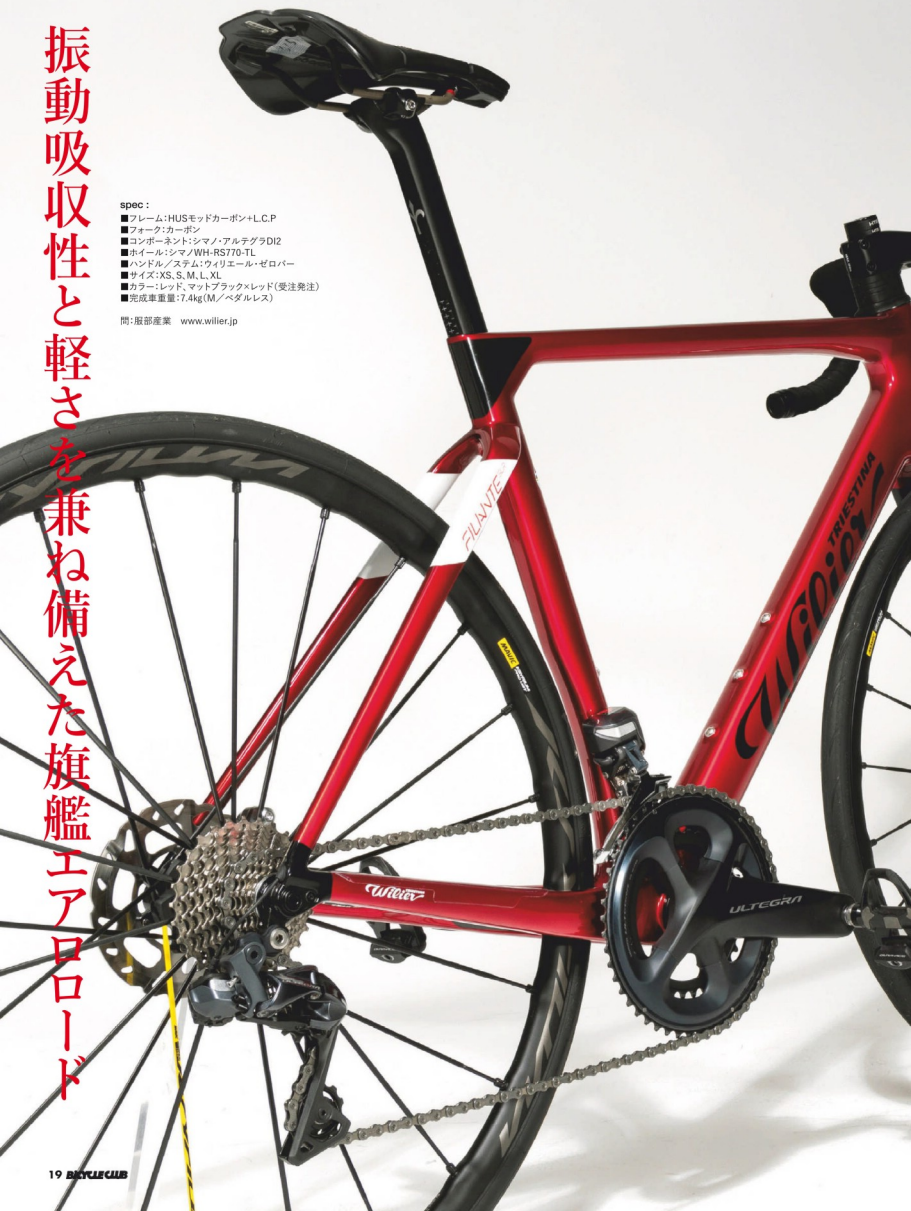 振動吸収性と軽さを兼ね備えた旗艦エアロロード
spec :
■フレーム:HUSモッドカーボン+L.C.P
■フォーク:カーボン
■コンポーネント:シマノ・アルテグラDI2
■ホイール:シマノWH-RS770-TL
■ハンドル/ステム:ウィリエール・ゼロバー
■サイズ:XS、S、M、L、XL
■カラー:レッド、マットブラック×レッド(受注発注)
■完成車重量:7.4kg(M/ペダルレス)
問:服部産業 www.wilier.jp
FILANTE
TRIESTINA
Wilier
MAVIC
Wilier
ULTEGRA
19 BICYCLE CLUB